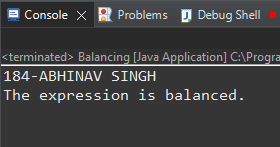 Console Problems Debug Shell
<terminated> Balancing [Java Application] C:\Progra
184-ABHINAV SINGH
The expression is balanced.